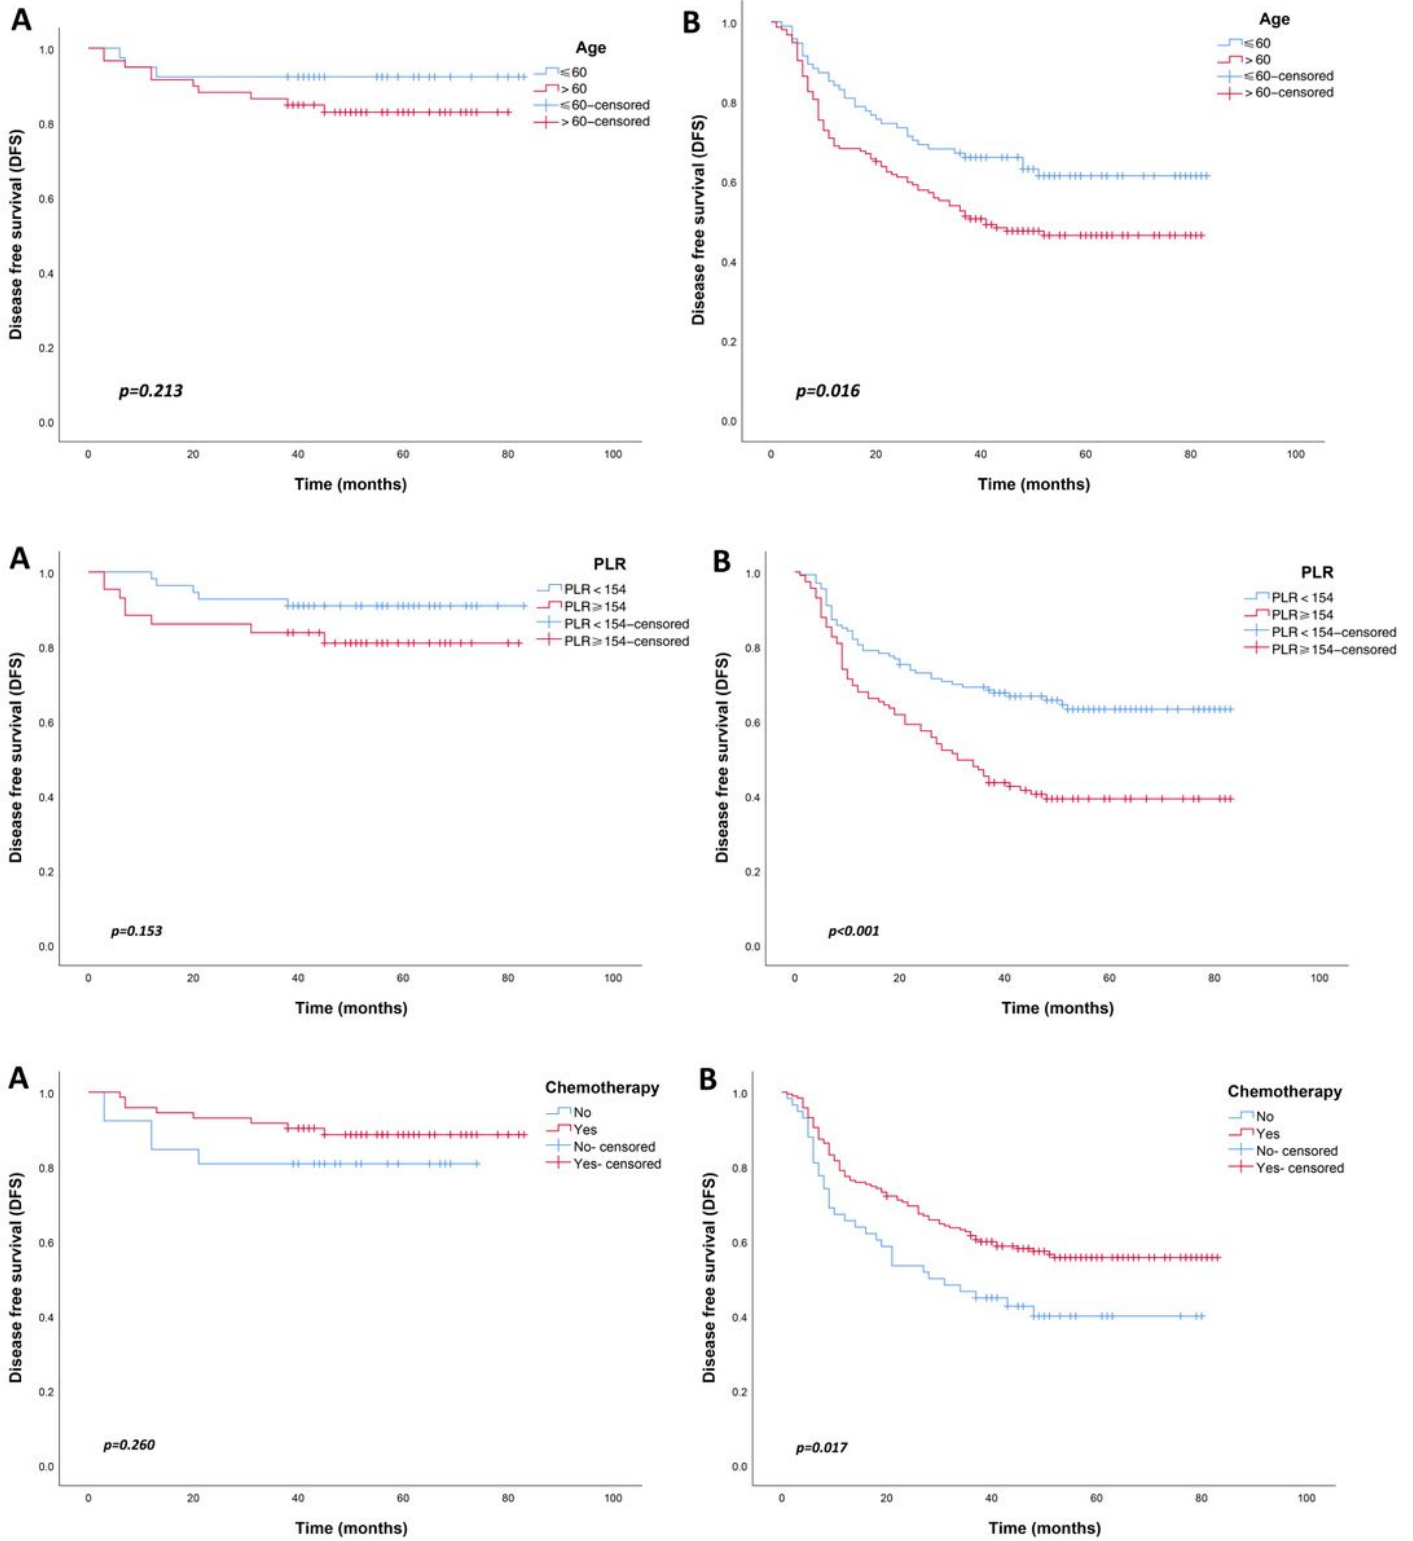 A
Age
≤60
>60
≤60-censored
>60-censored
Disease free survival (DFS)
1.0
0.8
0.6
0.4
0.2
0.0
p=0.213
0 20 40 60 80 100
Time (months)
B
Age
≤60
>60
≤60-censored
>60-censored
Disease free survival (DFS)
1.0
0.8
0.6
0.4
0.2
0.0
p=0.016
0 20 40 60 80 100
Time (months)
A
PLR
PLR<154
PLR≥154
PLR<154-censored
PLR≥154-censored
Disease free survival (DFS)
1.0
0.8
0.6
0.4
0.2
0.0
p=0.153
0 20 40 60 80 100
Time (months)
B
PLR
PLR<154
PLR≥154
PLR<154-censored
PLR≥154-censored
Disease free survival (DFS)
1.0
0.8
0.6
0.4
0.2
0.0
p<0.001
0 20 40 60 80 100
Time (months)
A
Chemotherapy
No
Yes
No- censored
Yes- censored
Disease free survival (DFS)
1.0
0.8
0.6
0.4
0.2
0.0
p=0.260
0 20 40 60 80 100
Time (months)
B
Chemotherapy
No
Yes
No- censored
Yes- censored
Disease free survival (DFS)
1.0
0.8
0.6
0.4
0.2
0.0
p=0.017
0 20 40 60 80 100
Time (months)